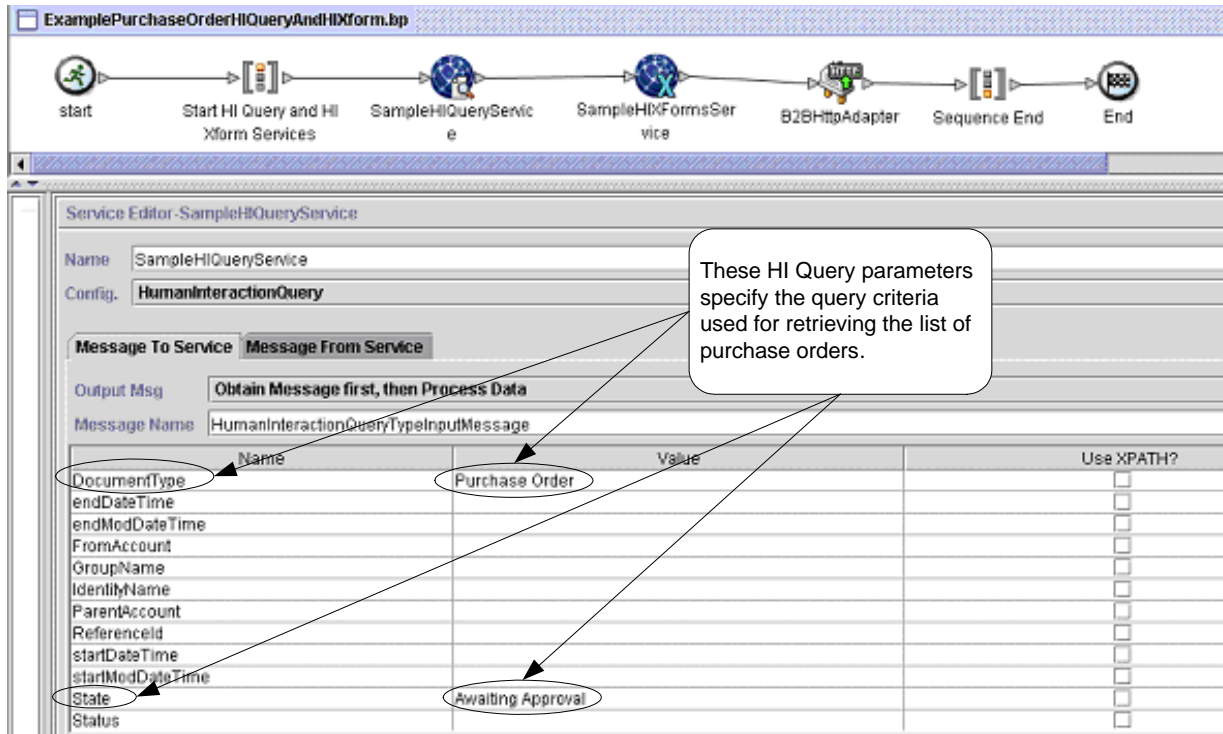 ExamplePurchaseOrderHIQueryAndHIXform.bp
start
Start HI Query and HI
Xform Services
SampleHIQueryServic
e
SampleHIXFormsSer
vice
B2BHttpAdapter
Sequence End
End
Service Editor-SampleHIQueryService
Name SampleHIQueryService
Config. HumanInteractionQuery
These HI Query parameters
specify the query criteria
used for retrieving the list of
purchase orders.
Message To Service Message From Service
Output Msg Obtain Message first, then Process Data
Message Name HumanInteractionQueryTypeInputMessage
Name Value Use XPATH?
DocumentType Purchase Order
endDateTime
endModDateTime
FromAccount
GroupName
IdentityName
ParentAccount
ReferenceId
startDateTime
startModDateTime
State Awaiting Approval
Status